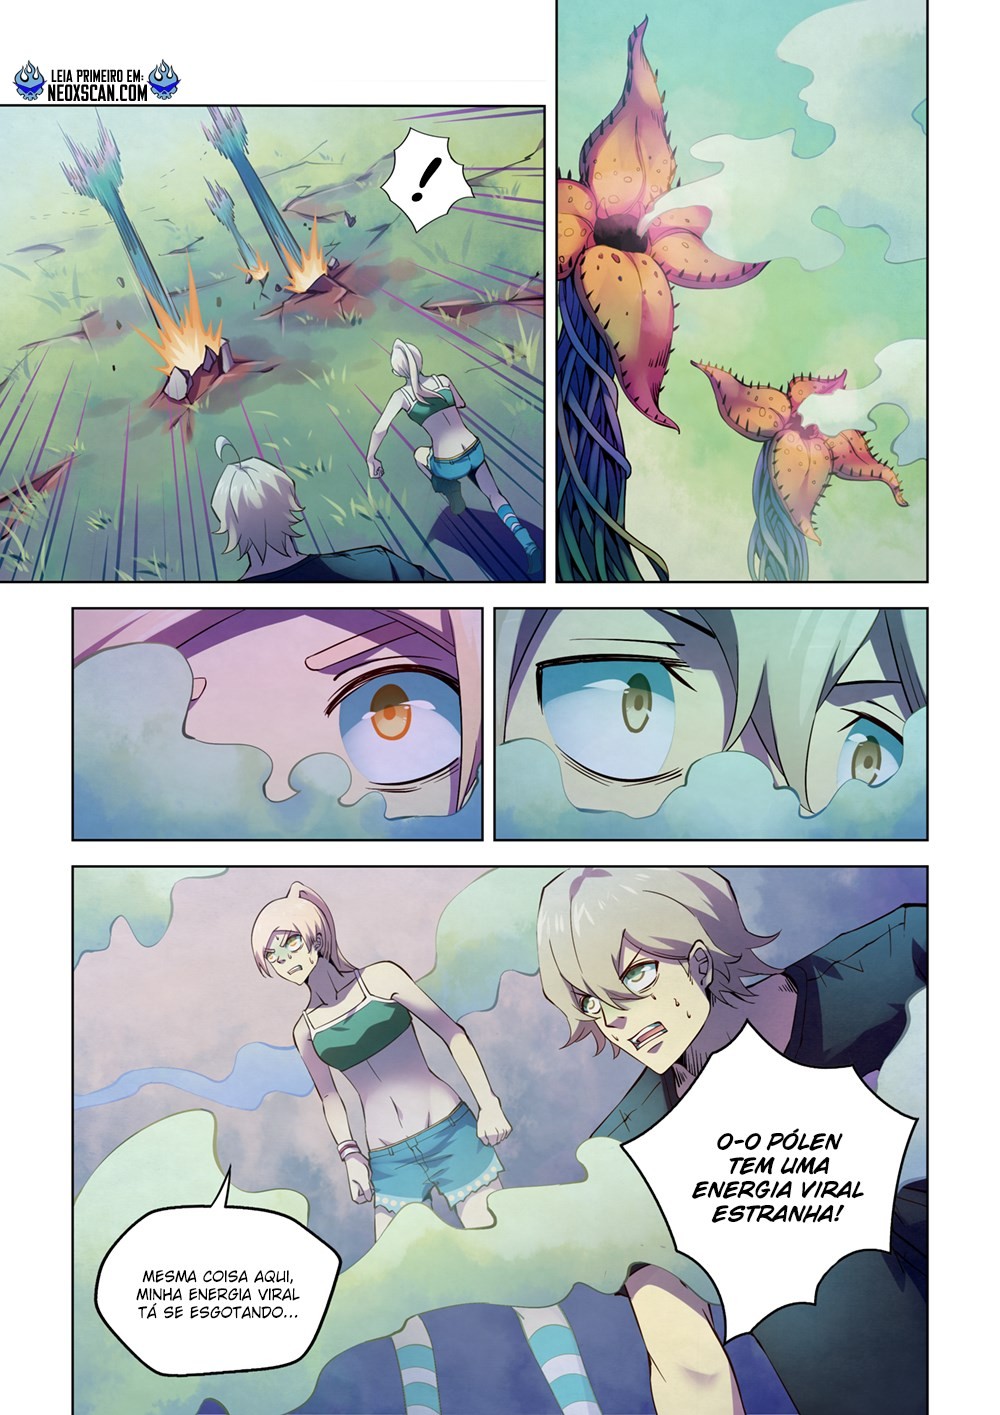 LEIA PRIMEIRO EM:
NEOXSCAN.COM
!
O-O PÓLEN
TEM UMA
ENERGIA VIRAL
ESTRANHA!
MESMA COISA AQUI,
MINHA ENERGIA VIRAL
TÁ SE ESGOTANDO...